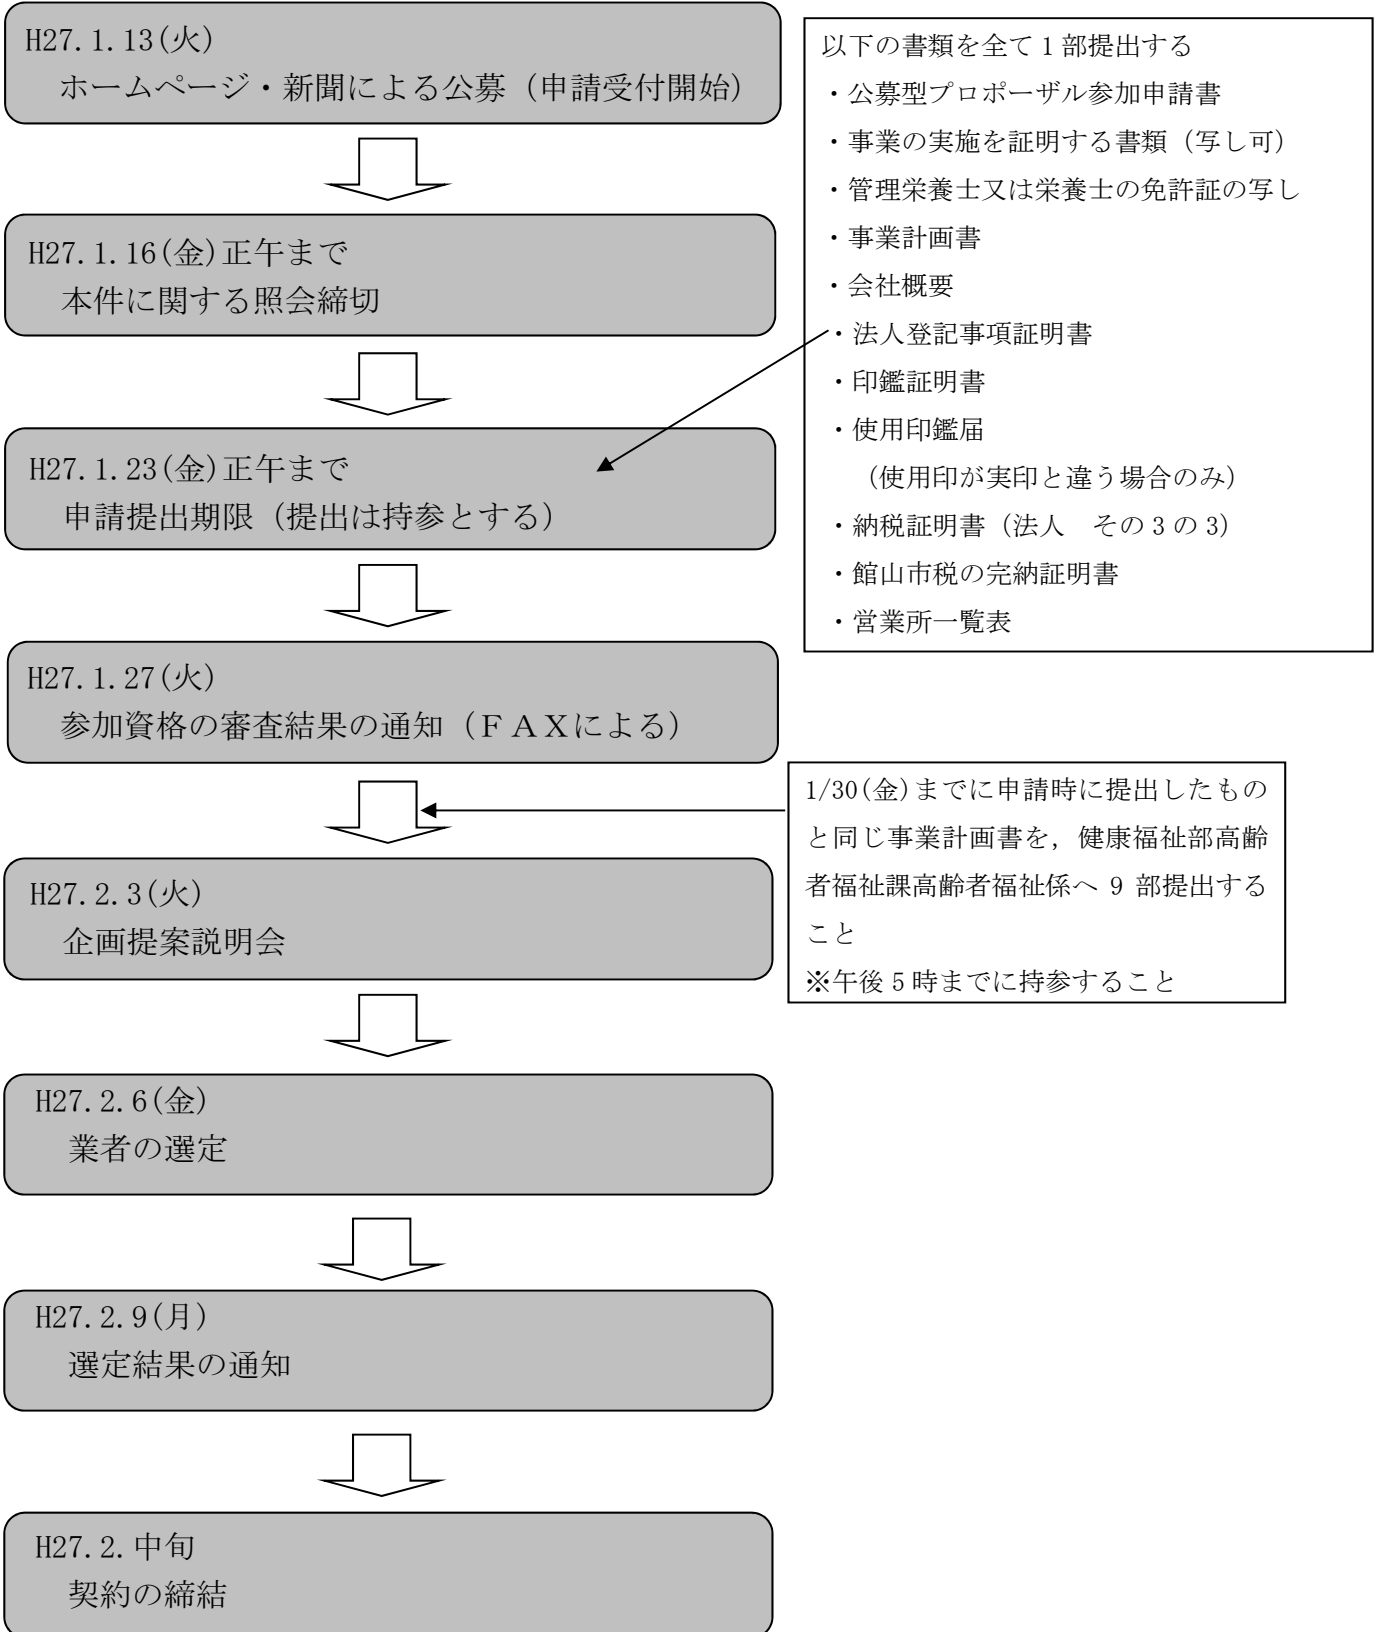 H27.1.13(火)
ホームページ・新聞による公募（申請受付開始）
H27.1.16(金)正午まで
本件に関する照会締切
H27.1.23(金)正午まで
申請提出期限（提出は持参とする）
以下の書類を全て1部提出する
・公募型プロポーザル参加申請書
・事業の実施を証明する書類（写し可）
・管理栄養士又は栄養士の免許証の写し
・事業計画書
・会社概要
・法人登記事項証明書
・印鑑証明書
・使用印鑑届
（使用印が実印と違う場合のみ）
・納税証明書（法人　その3の3）
・館山市税の完納証明書
・営業所一覧表
H27.1.27(火)
参加資格の審査結果の通知（ＦＡＸによる）
1/30(金)までに申請時に提出したもの
と同じ事業計画書を，健康福祉部高齢
者福祉課高齢者福祉係へ 9 部提出する
こと
※午後5時までに持参すること
H27.2.3(火)
企画提案説明会
H27.2.6(金)
業者の選定
H27.2.9(月)
選定結果の通知
H27.2.中旬
契約の締結